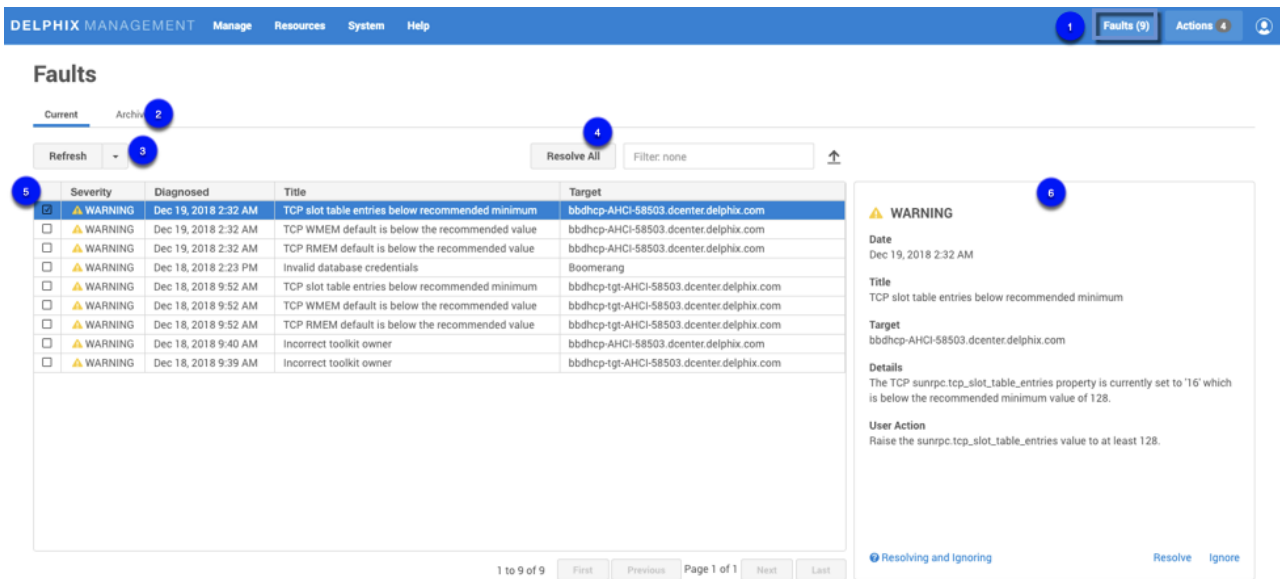 DELPHIX MANAGEMENT Manage Resources System Help 1 Faults (9) Actions 4
Faults
Current Archiv 2
Refresh 3 4 Resolve All Filter: none
5 Severity Diagnosed Title Target
WARNING Dec 19, 2018 2:32 AM TCP slot table entries below recommended minimum bbdhcp-AHCI-58503.dcenter.delphix.com
WARNING Dec 19, 2018 2:32 AM TCP WMEM default is below the recommended value bbdhcp-AHCI-58503.dcenter.delphix.com
WARNING Dec 19, 2018 2:32 AM TCP RMEM default is below the recommended value bbdhcp-AHCI-58503.dcenter.delphix.com
WARNING Dec 18, 2018 2:23 PM Invalid database credentials Boomerang
WARNING Dec 18, 2018 9:52 AM TCP slot table entries below recommended minimum bbdhcp-tgt-AHCI-58503.dcenter.delphix.com
WARNING Dec 18, 2018 9:52 AM TCP WMEM default is below the recommended value bbdhcp-tgt-AHCI-58503.dcenter.delphix.com
WARNING Dec 18, 2018 9:52 AM TCP RMEM default is below the recommended value bbdhcp-tgt-AHCI-58503.dcenter.delphix.com
WARNING Dec 18, 2018 9:40 AM Incorrect toolkit owner bbdhcp-AHCI-58503.dcenter.delphix.com
WARNING Dec 18, 2018 9:39 AM Incorrect toolkit owner bbdhcp-tgt-AHCI-58503.dcenter.delphix.com
1 to 9 of 9 First Previous Page 1 of 1 Next Last
6
WARNING
Date
Dec 19, 2018 2:32 AM
Title
TCP slot table entries below recommended minimum
Target
bbdhcp-AHCI-58503.dcenter.delphix.com
Details
The TCP sunrpc.tcp_slot_table_entries property is currently set to '16' which
is below the recommended minimum value of 128.
User Action
Raise the sunrpc.tcp_slot_table_entries value to at least 128.
Resolving and Ignoring Resolve Ignore